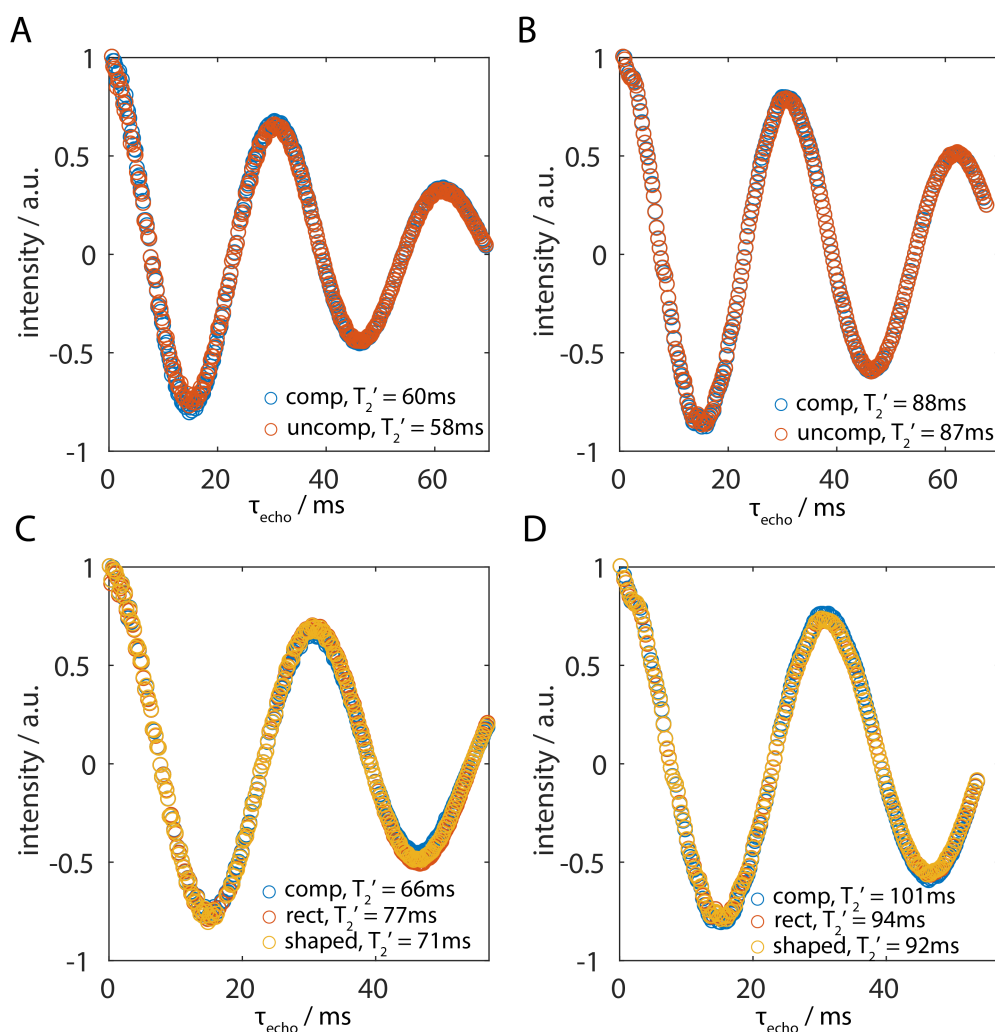 A
1
0.5
0
-0.5
-1
intensity / a.u.
comp, T₂′ = 60ms
uncomp, T₂′ = 58ms
0 20 40 60
τecho / ms
B
1
0.5
0
-0.5
-1
intensity / a.u.
comp, T₂′ = 88ms
uncomp, T₂′ = 87ms
0 20 40 60
τecho / ms
C
1
0.5
0
-0.5
-1
intensity / a.u.
comp, T₂′ = 66ms
rect, T₂′ = 77ms
shaped, T₂′ = 71ms
0 20 40
τecho / ms
D
1
0.5
0
-0.5
-1
intensity / a.u.
comp, T₂′ = 101ms
rect, T₂′ = 94ms
shaped, T₂′ = 92ms
0 20 40
τecho / ms